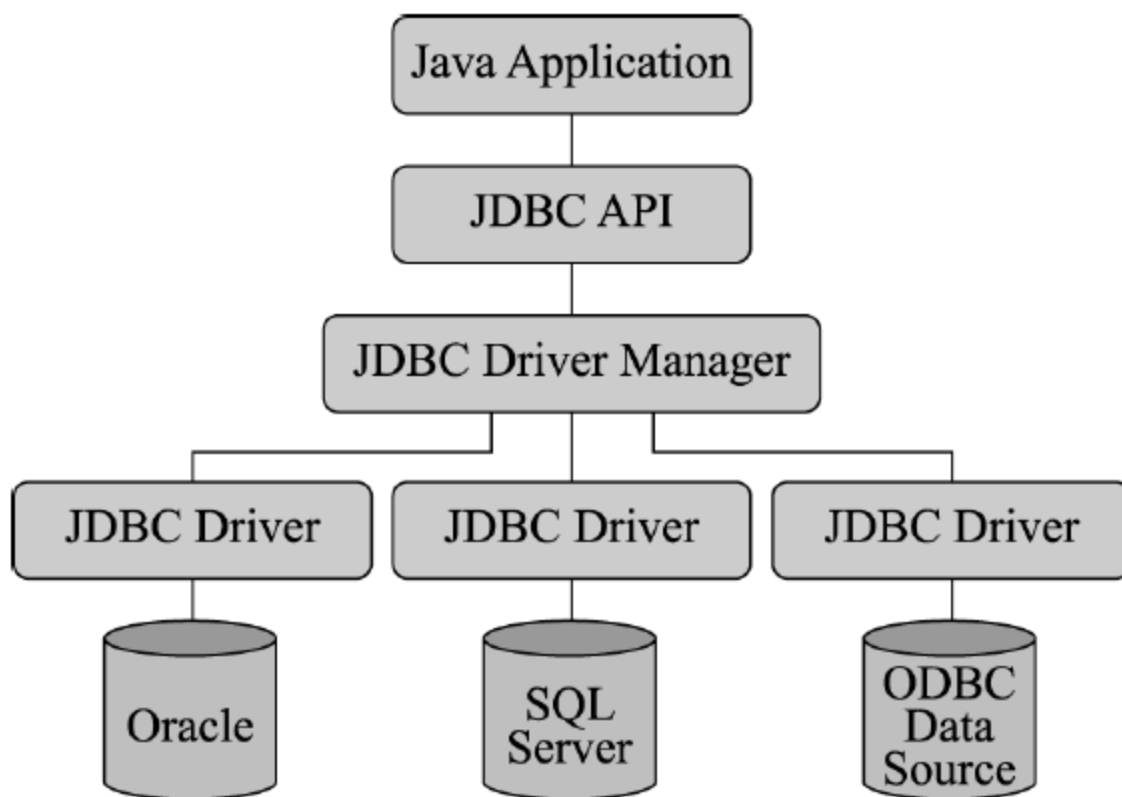 Java Application
JDBC API
JDBC Driver Manager
JDBC Driver
JDBC Driver
JDBC Driver
Oracle
SQL
Server
ODBC
Data
Source